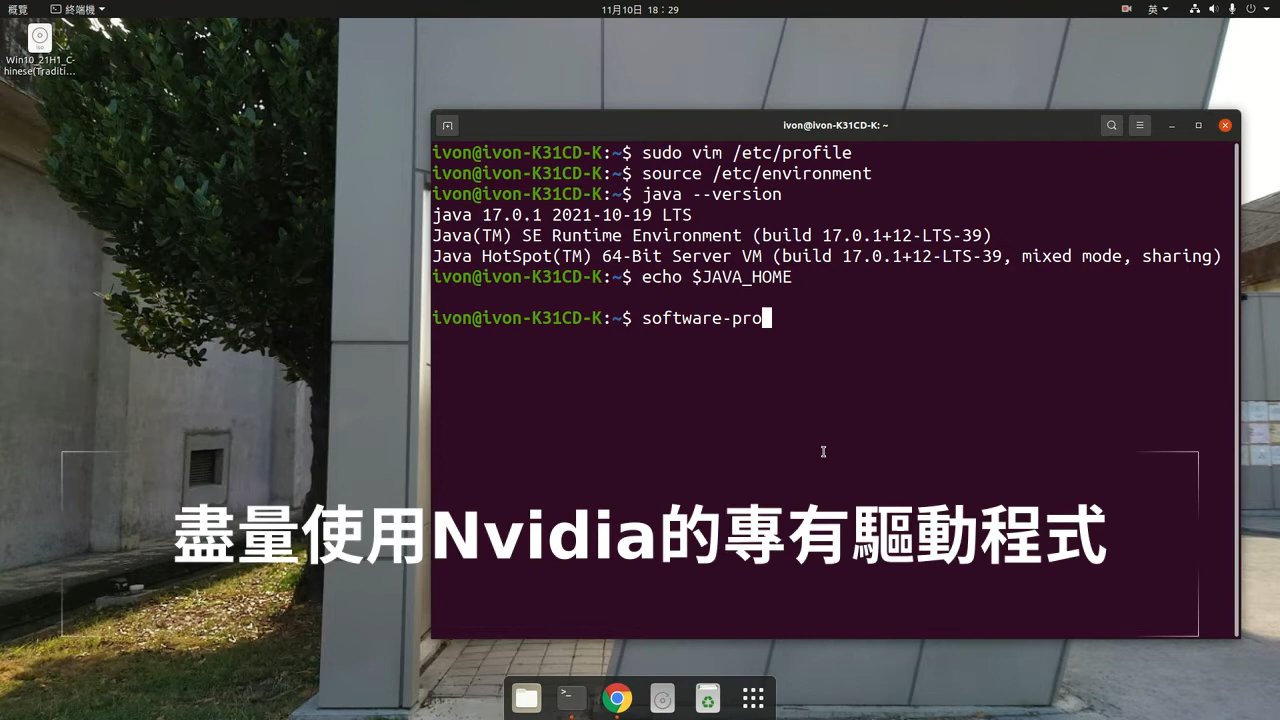 概覽
終端機
11月10日 18：29
英
Win10_21H1_C-
hinese(Traditi...
ivon@ivon-K31CD-K: ~
ivon@ivon-K31CD-K:~$ sudo vim /etc/profile
ivon@ivon-K31CD-K:~$ source /etc/environment
ivon@ivon-K31CD-K:~$ java --version
java 17.0.1 2021-10-19 LTS
Java(TM) SE Runtime Environment (build 17.0.1+12-LTS-39)
Java HotSpot(TM) 64-Bit Server VM (build 17.0.1+12-LTS-39, mixed mode, sharing)
ivon@ivon-K31CD-K:~$ echo $JAVA_HOME
ivon@ivon-K31CD-K:~$ software-pro
盡量使用Nvidia的專有驅動程式